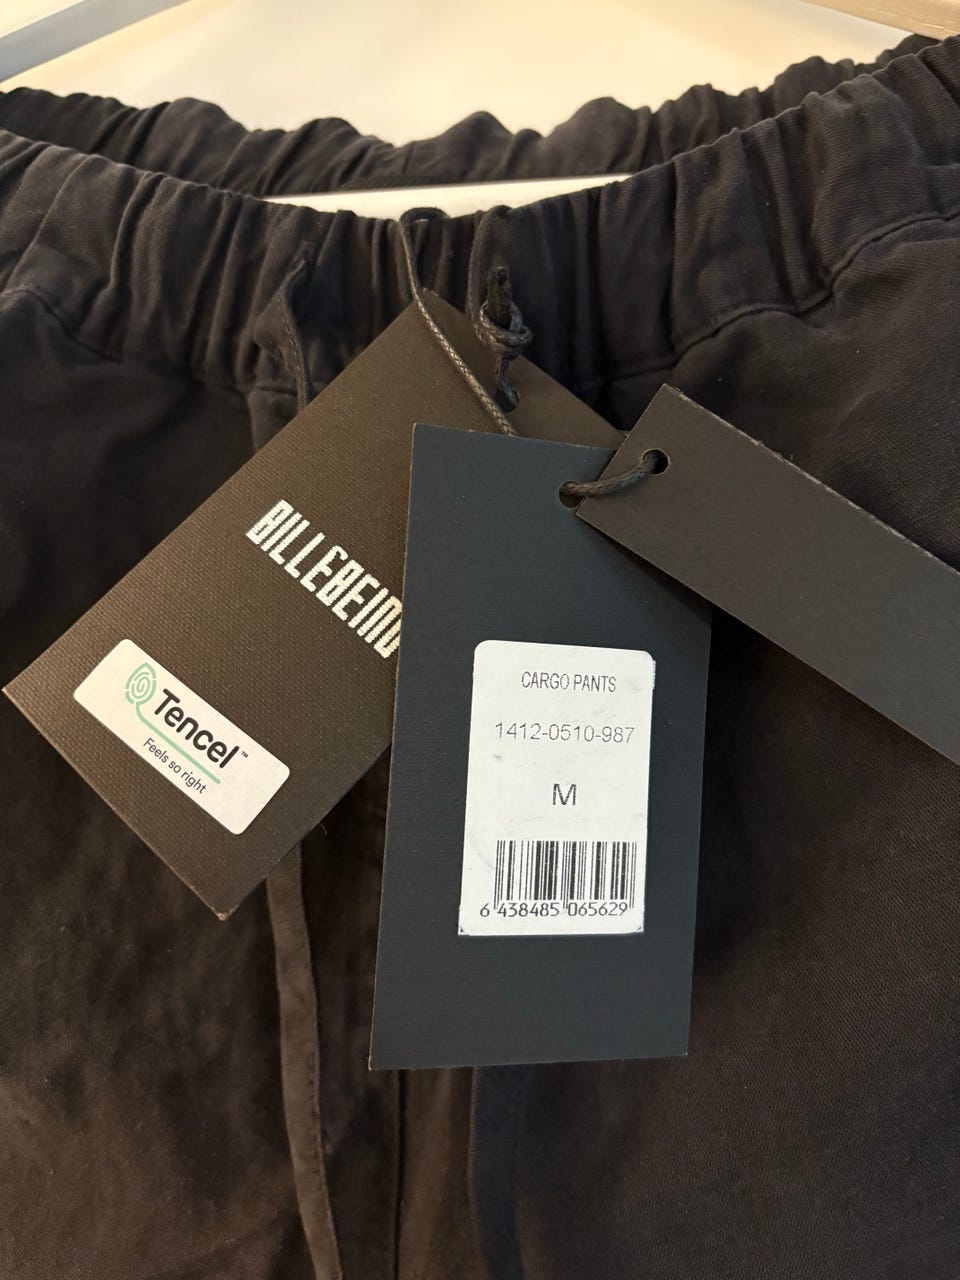 BILLEBEINO
Tencel™
Feels so right
CARGO PANTS
1412-0510-987
M
6 438485 065629